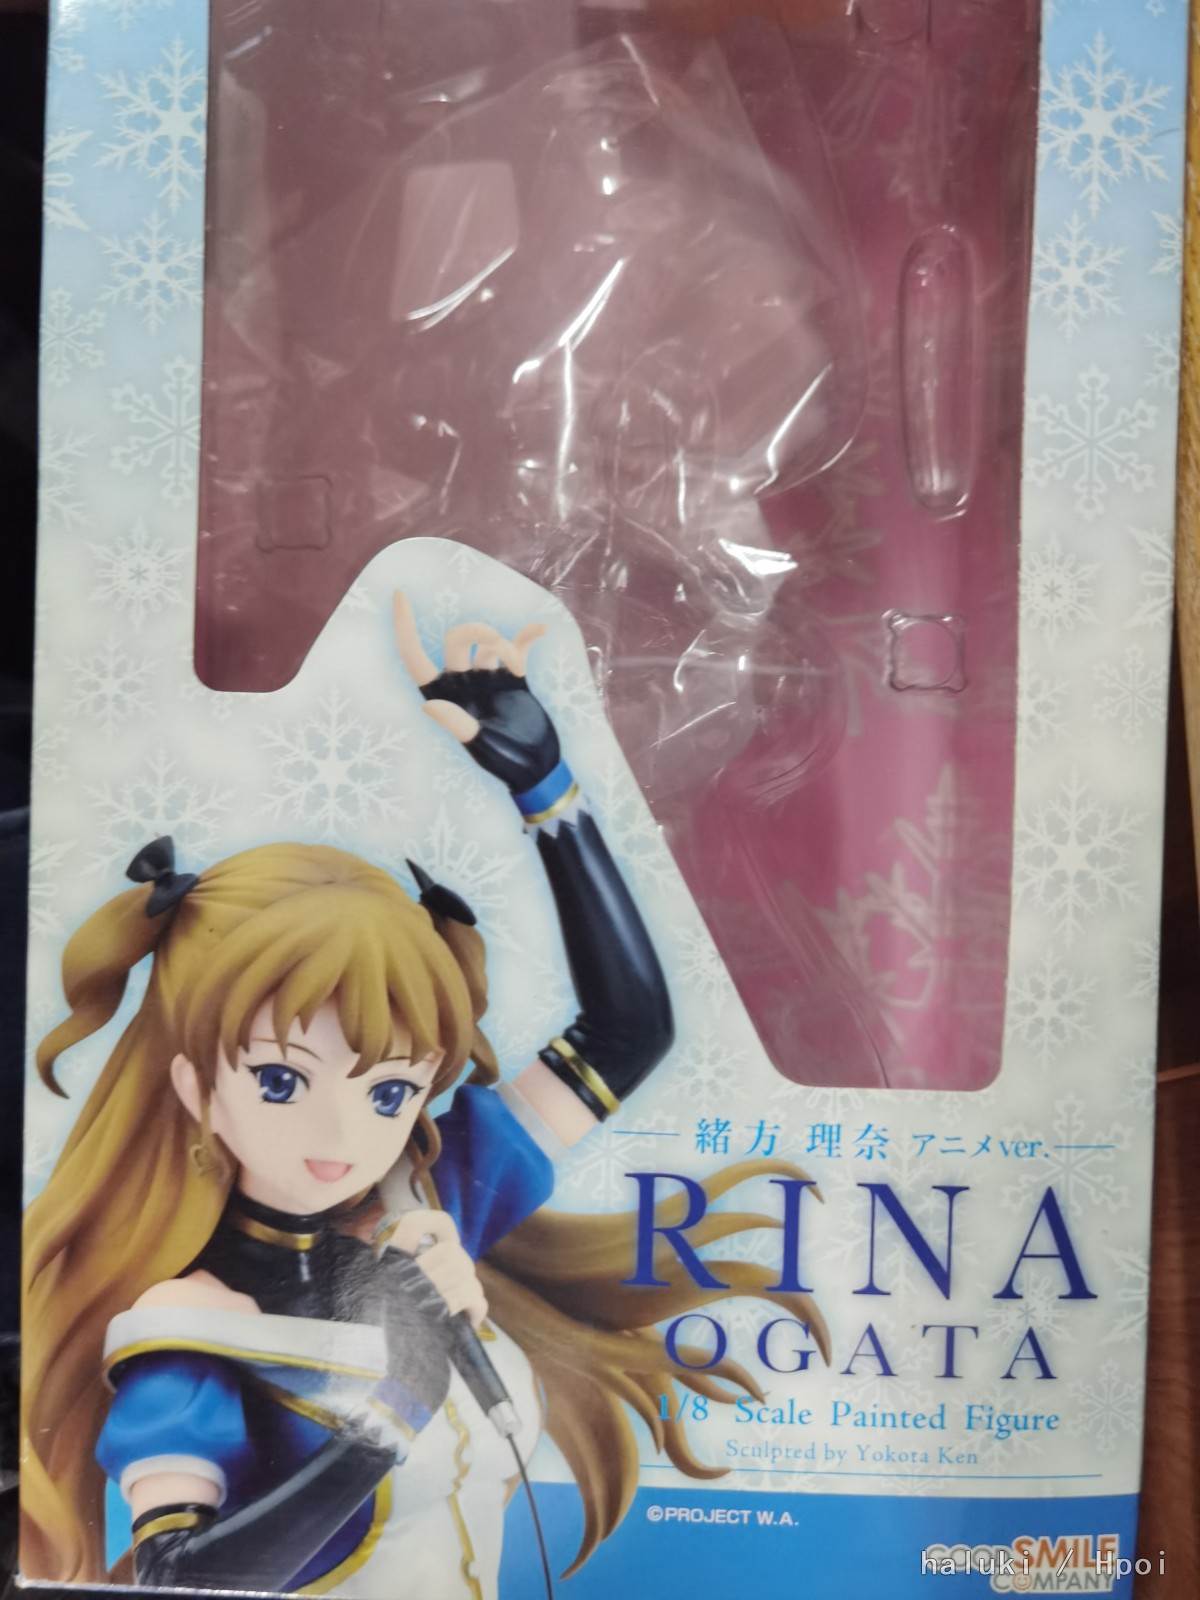 緒方 理奈 アニメver.
RINA
OGATA
1/8 Scale Painted Figure
Sculpted by Yokota Ken
©PROJECT W.A.
GOOD SMILE
COMPANY
haluki / Hpoi